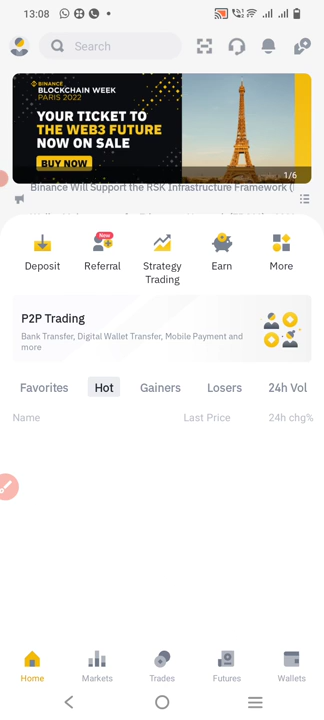 13:08
Search
BINANCE
BLOCKCHAIN WEEK
PARIS 2022
YOUR TICKET TO
THE WEB3 FUTURE
NOW ON SALE
BUY NOW
1/6
Binance Will Support the RSK Infrastructure Framework (
New
Deposit
Referral
Strategy
Trading
Earn
More
P2P Trading
Bank Transfer, Digital Wallet Transfer, Mobile Payment and
more
Favorites
Hot
Gainers
Losers
24h Vol
Name
Last Price
24h chg%
Home
Markets
Trades
Futures
Wallets